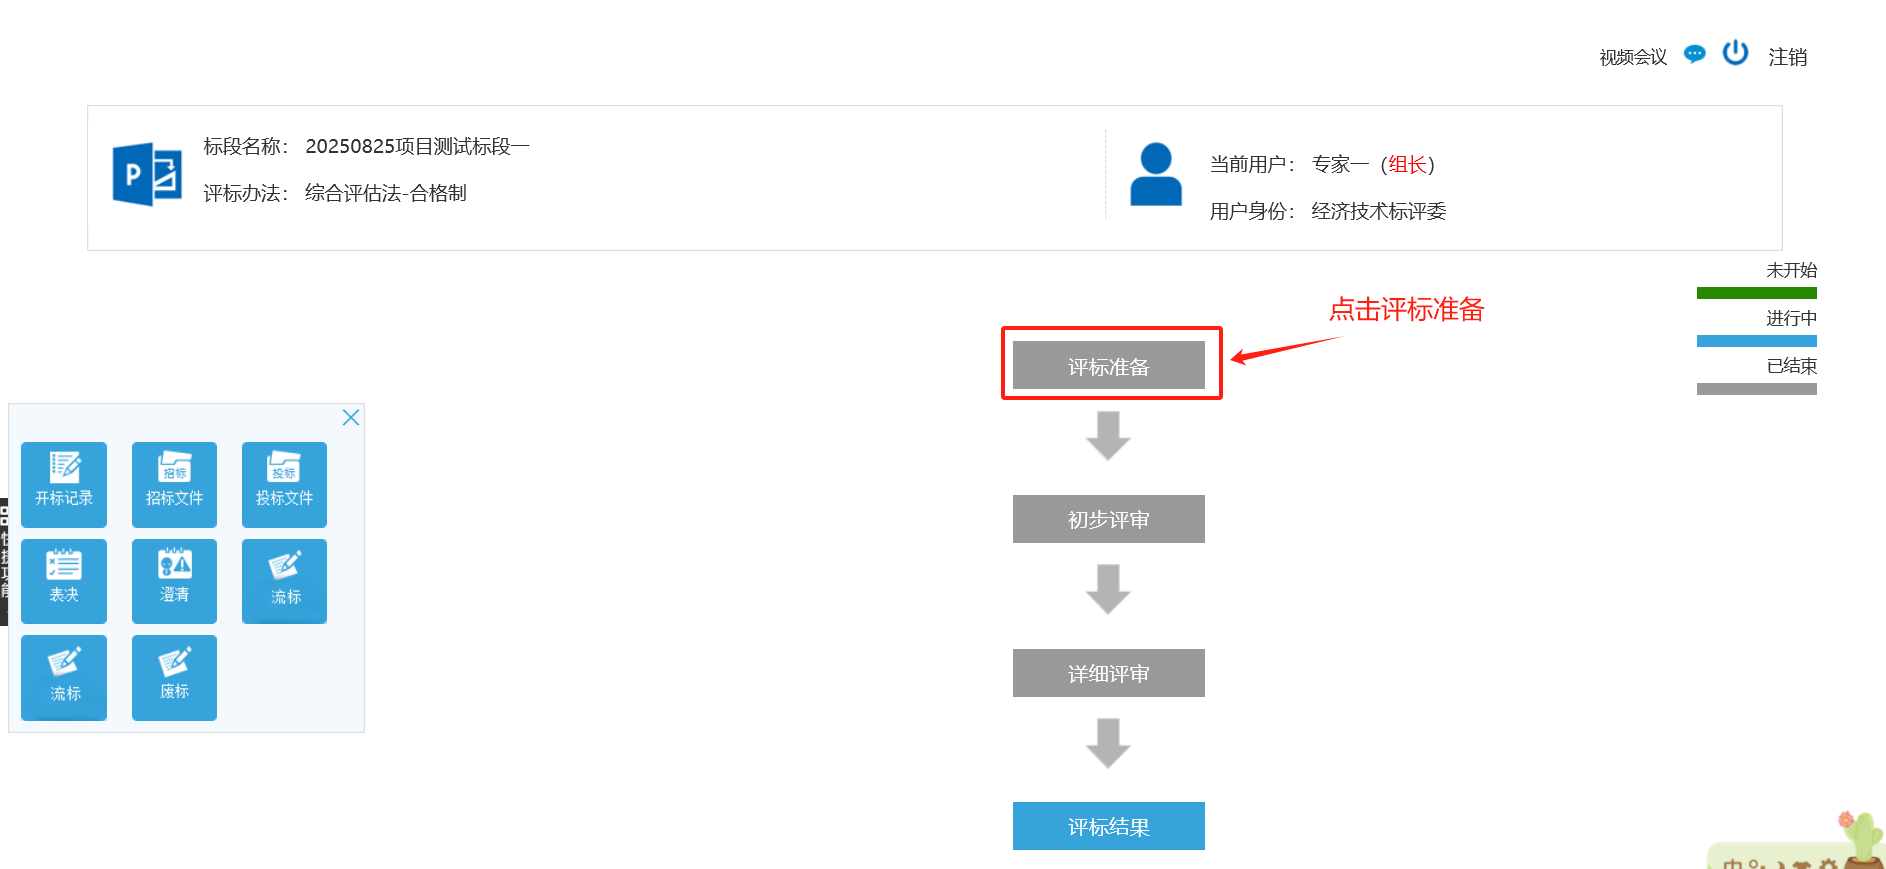 视频会议 注销
标段名称： 20250825项目测试标段一
评标办法： 综合评估法-合格制
当前用户： 专家一（组长）
用户身份： 经济技术标评委
未开始
进行中
已结束
点击评标准备
评标准备
初步评审
详细评审
评标结果
招标 投标
开标记录 招标文件 投标文件
表决 澄清 流标
流标 废标